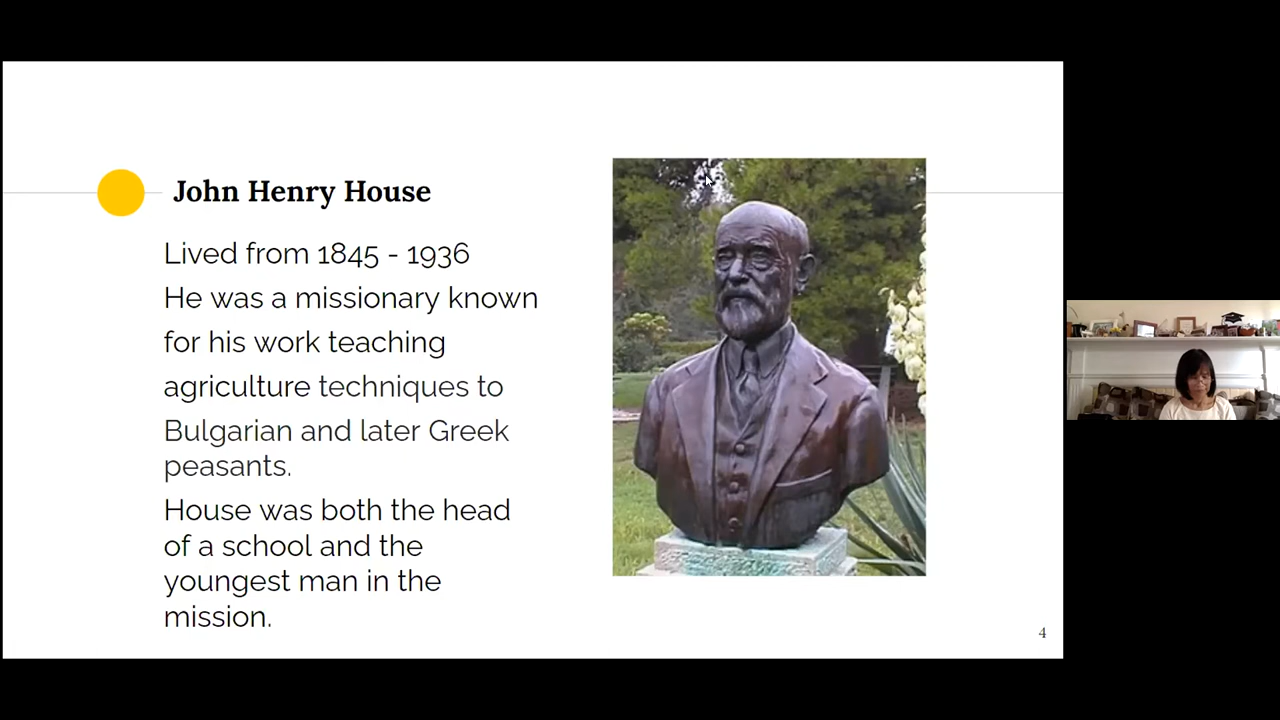 John Henry House
Lived from 1845 - 1936
He was a missionary known
for his work teaching
agriculture techniques to
Bulgarian and later Greek
peasants.
House was both the head
of a school and the
youngest man in the
mission.
4